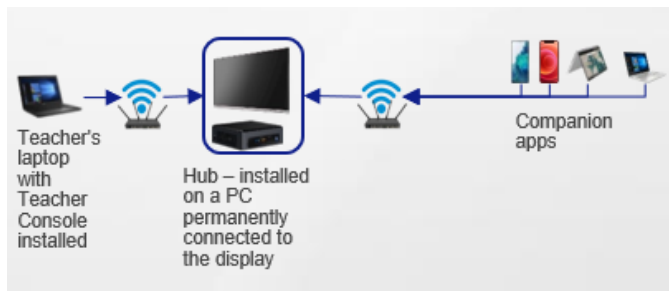 Teacher's
laptop
with
Teacher
Console
installed
Hub – installed
on a PC
permanently
connected to
the display
Companion
apps